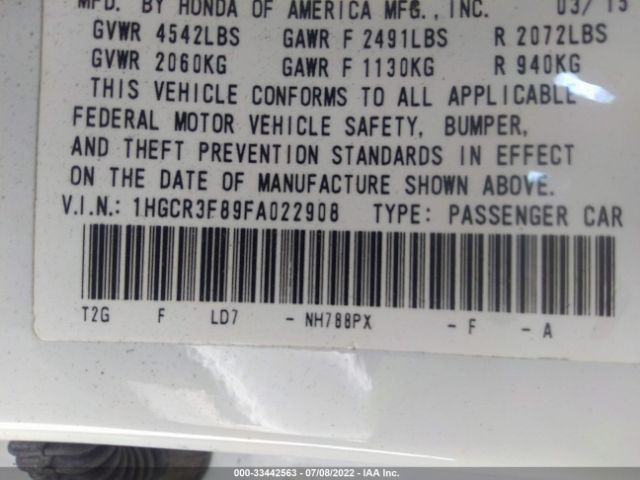 MFD. BY HONDA OF AMERICA MFG., INC. 03/15
GVWR 4542LBS GAWR F 2491LBS R 2072LBS
GVWR 2060KG GAWR F 1130KG R 940KG
THIS VEHICLE CONFORMS TO ALL APPLICABLE
FEDERAL MOTOR VEHICLE SAFETY, BUMPER,
AND THEFT PREVENTION STANDARDS IN EFFECT
ON THE DATE OF MANUFACTURE SHOWN ABOVE.
V.I.N.: 1HGCR3F89FA022908 TYPE: PASSENGER CAR
T2G F LD7 - NH788PX - F - A
000-33442563 - 07/08/2022 - IAA Inc.